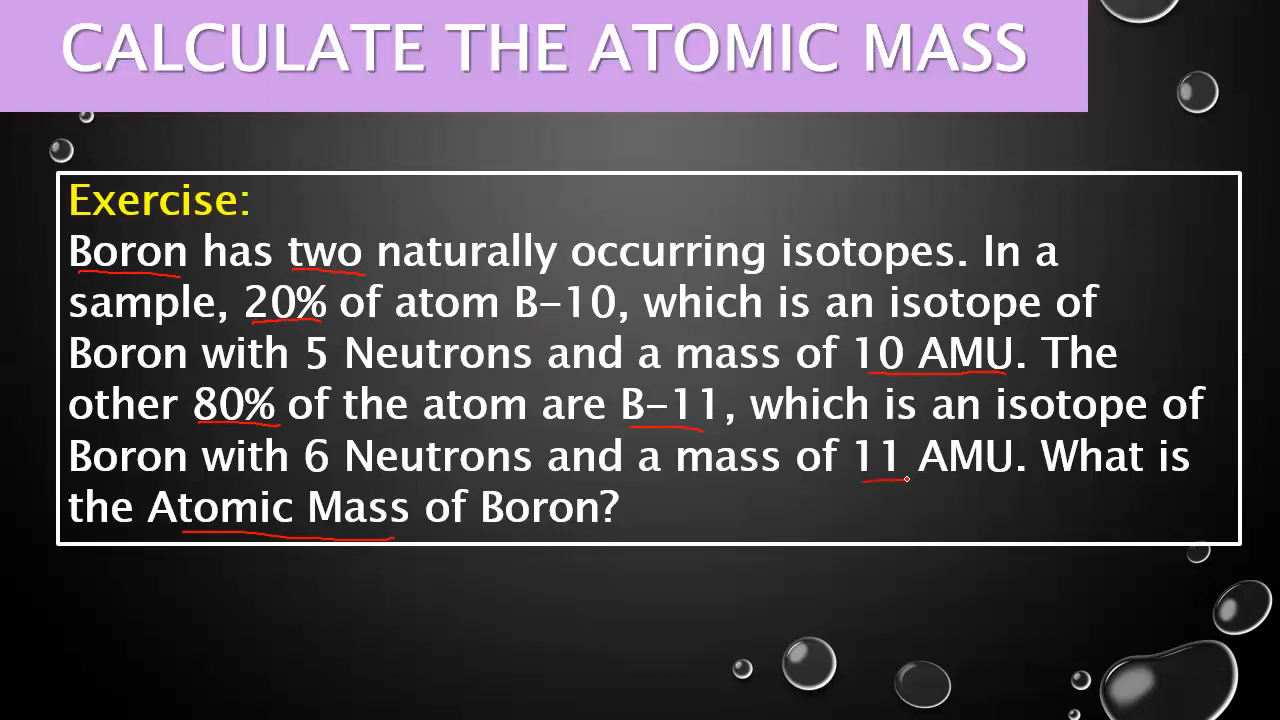 CALCULATE THE ATOMIC MASS
Exercise:
Boron has two naturally occurring isotopes. In a
sample, 20% of atom B-10, which is an isotope of
Boron with 5 Neutrons and a mass of 10 AMU. The
other 80% of the atom are B-11, which is an isotope of
Boron with 6 Neutrons and a mass of 11 AMU. What is
the Atomic Mass of Boron?